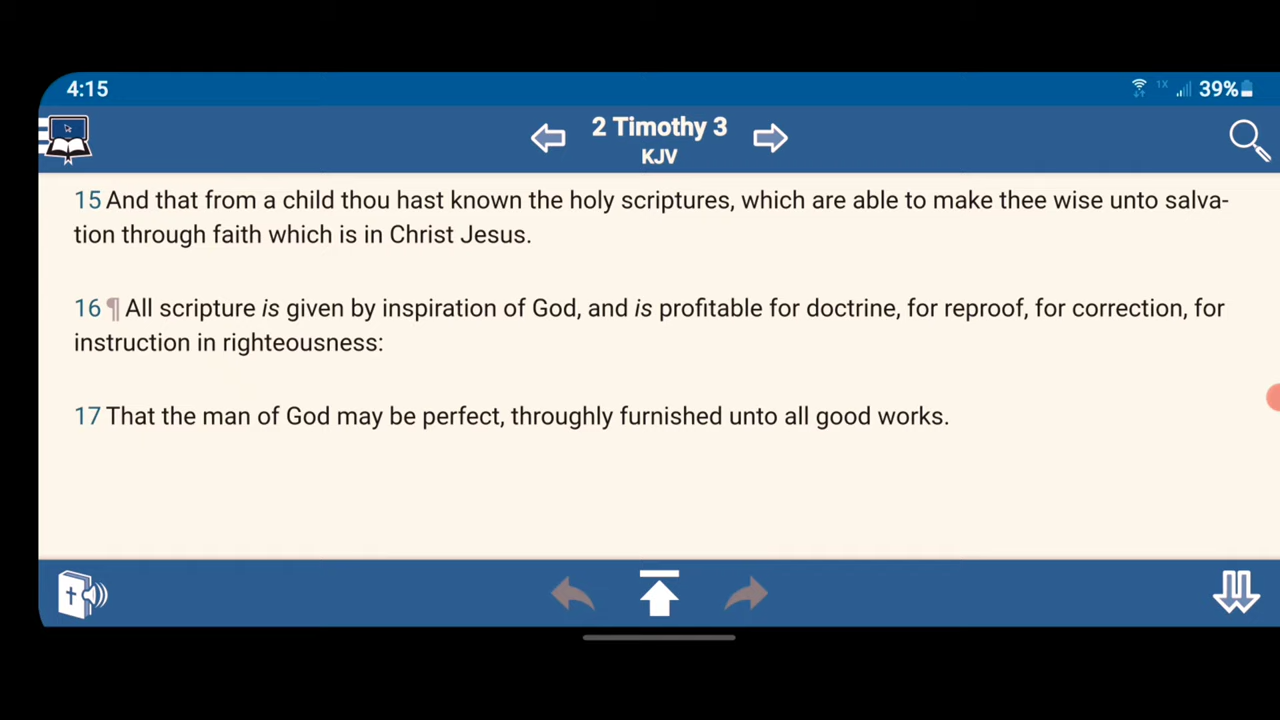 4:15
1X
39%
2 Timothy 3
KJV
15 And that from a child thou hast known the holy scriptures, which are able to make thee wise unto salva-
tion through faith which is in Christ Jesus.
16 ¶ All scripture is given by inspiration of God, and is profitable for doctrine, for reproof, for correction, for
instruction in righteousness:
17 That the man of God may be perfect, throughly furnished unto all good works.